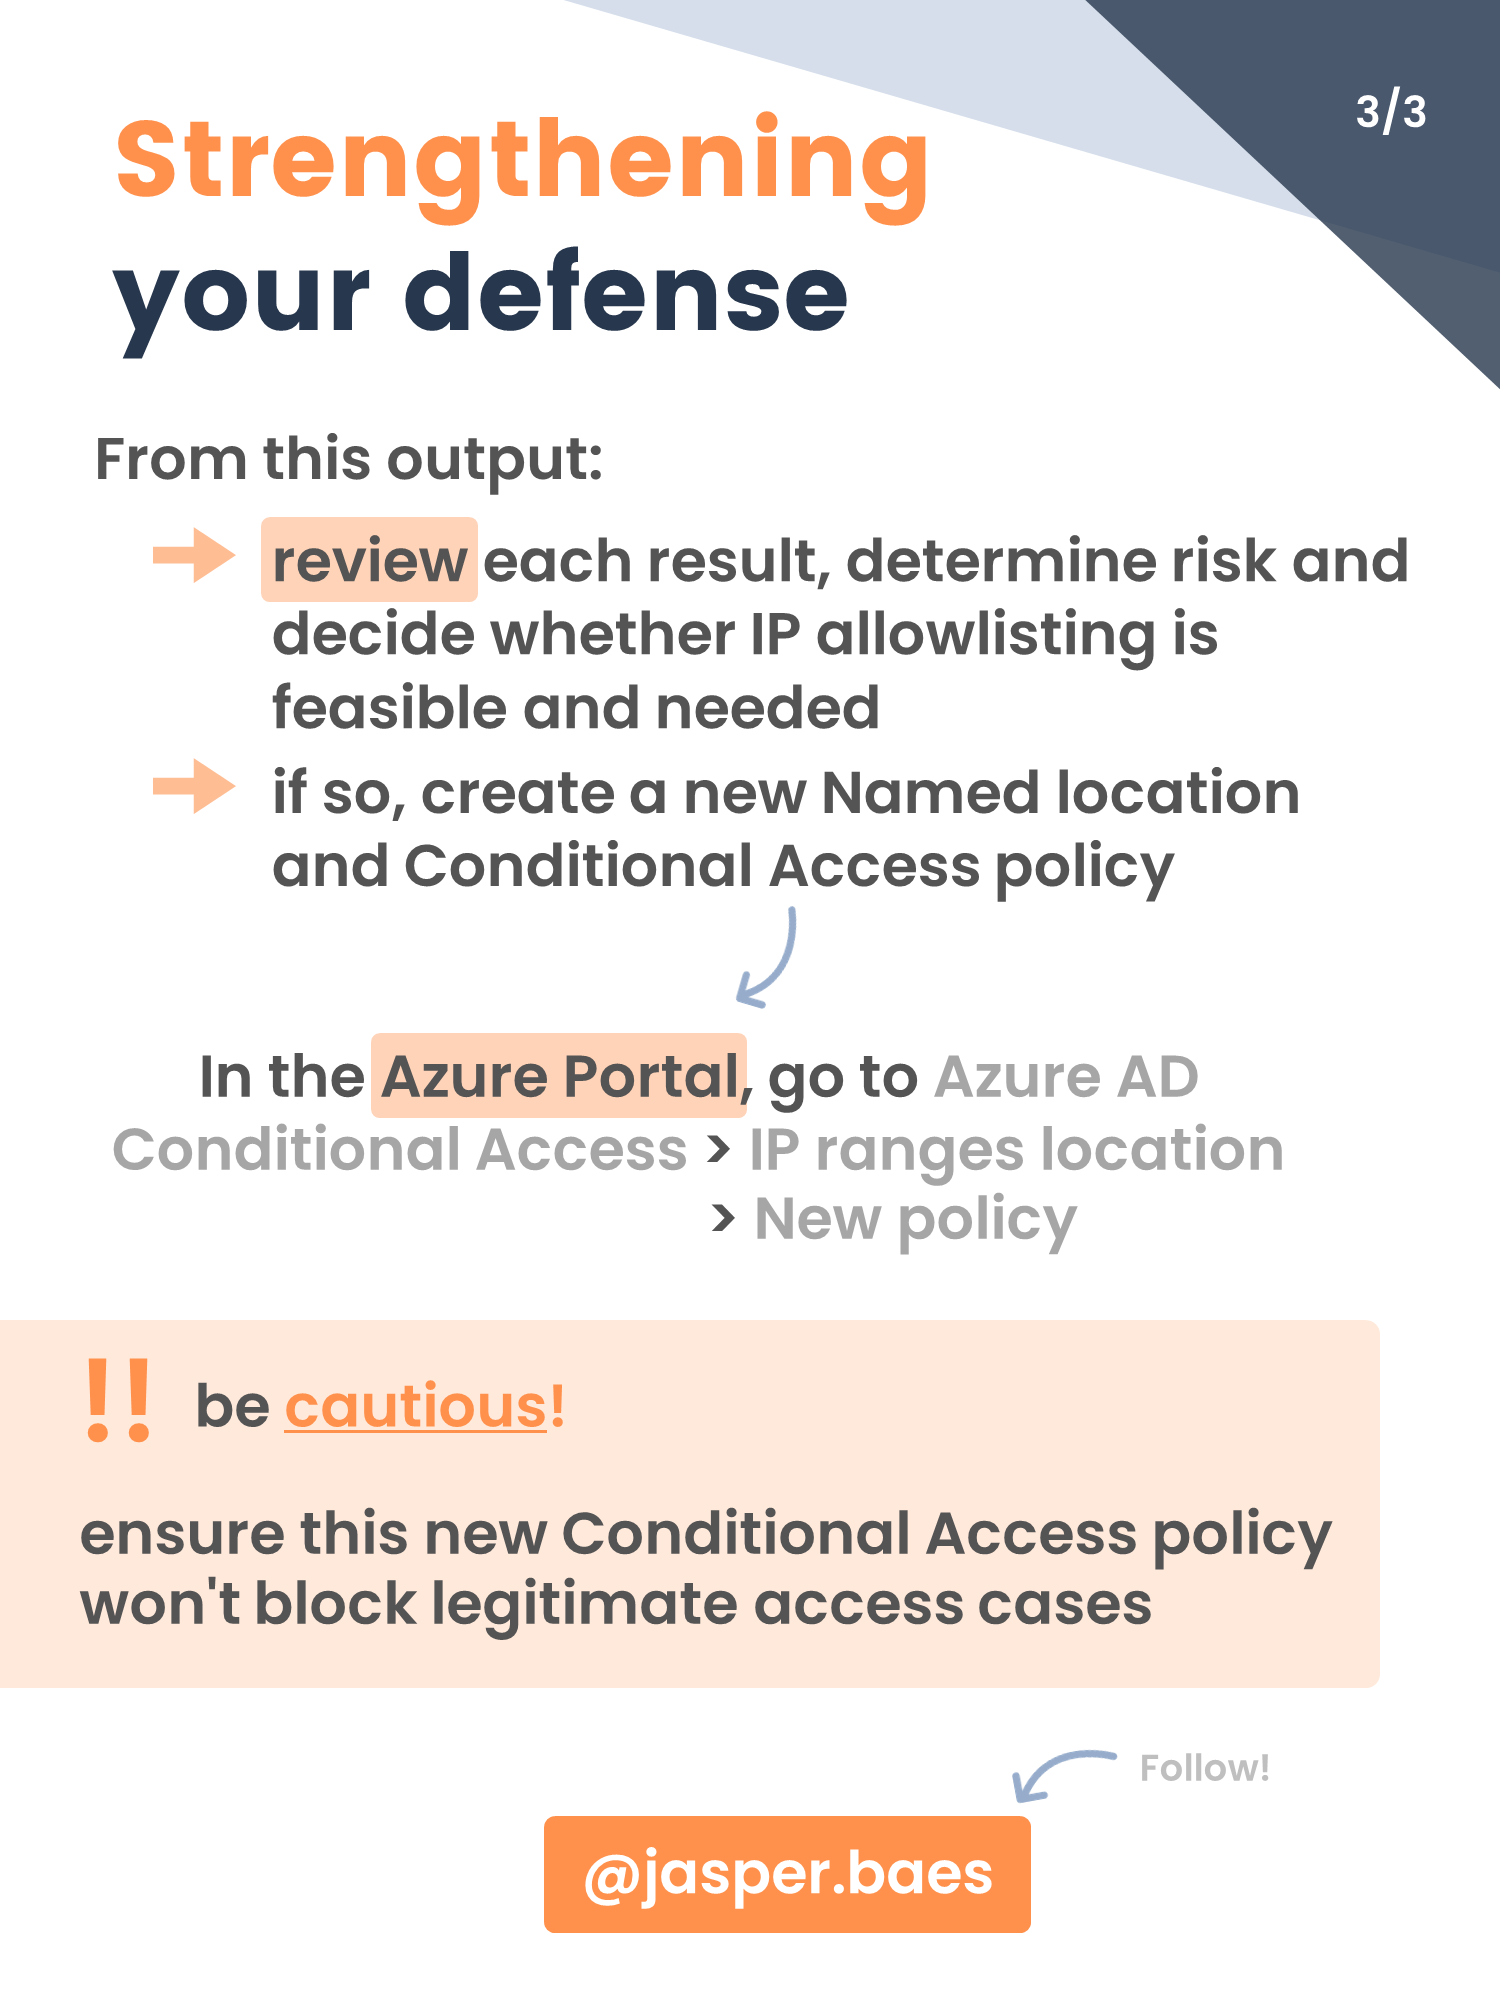 3/3
Strengthening
your defense
From this output:
review each result, determine risk and
decide whether IP allowlisting is
feasible and needed
if so, create a new Named location
and Conditional Access policy
In the Azure Portal, go to Azure AD
Conditional Access > IP ranges location
> New policy
!! be cautious!
ensure this new Conditional Access policy
won't block legitimate access cases
Follow!
@jasper.baes